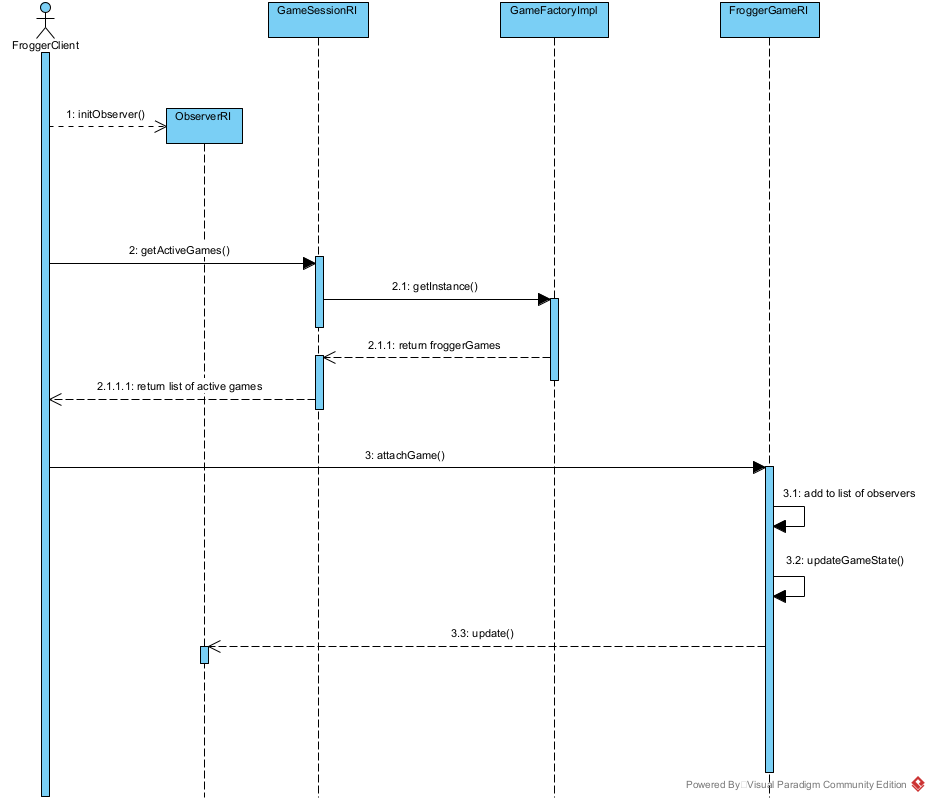 GameSessionRI
GameFactoryImpl
FroggerGameRI
FroggerClient
1: initObserver()
ObserverRI
2: getActiveGames()
2.1: getInstance()
2.1.1: return froggerGames
2.1.1.1: return list of active games
3: attachGame()
3.1: add to list of observers
3.2: updateGameState()
3.3: update()
Powered By Visual Paradigm Community Edition